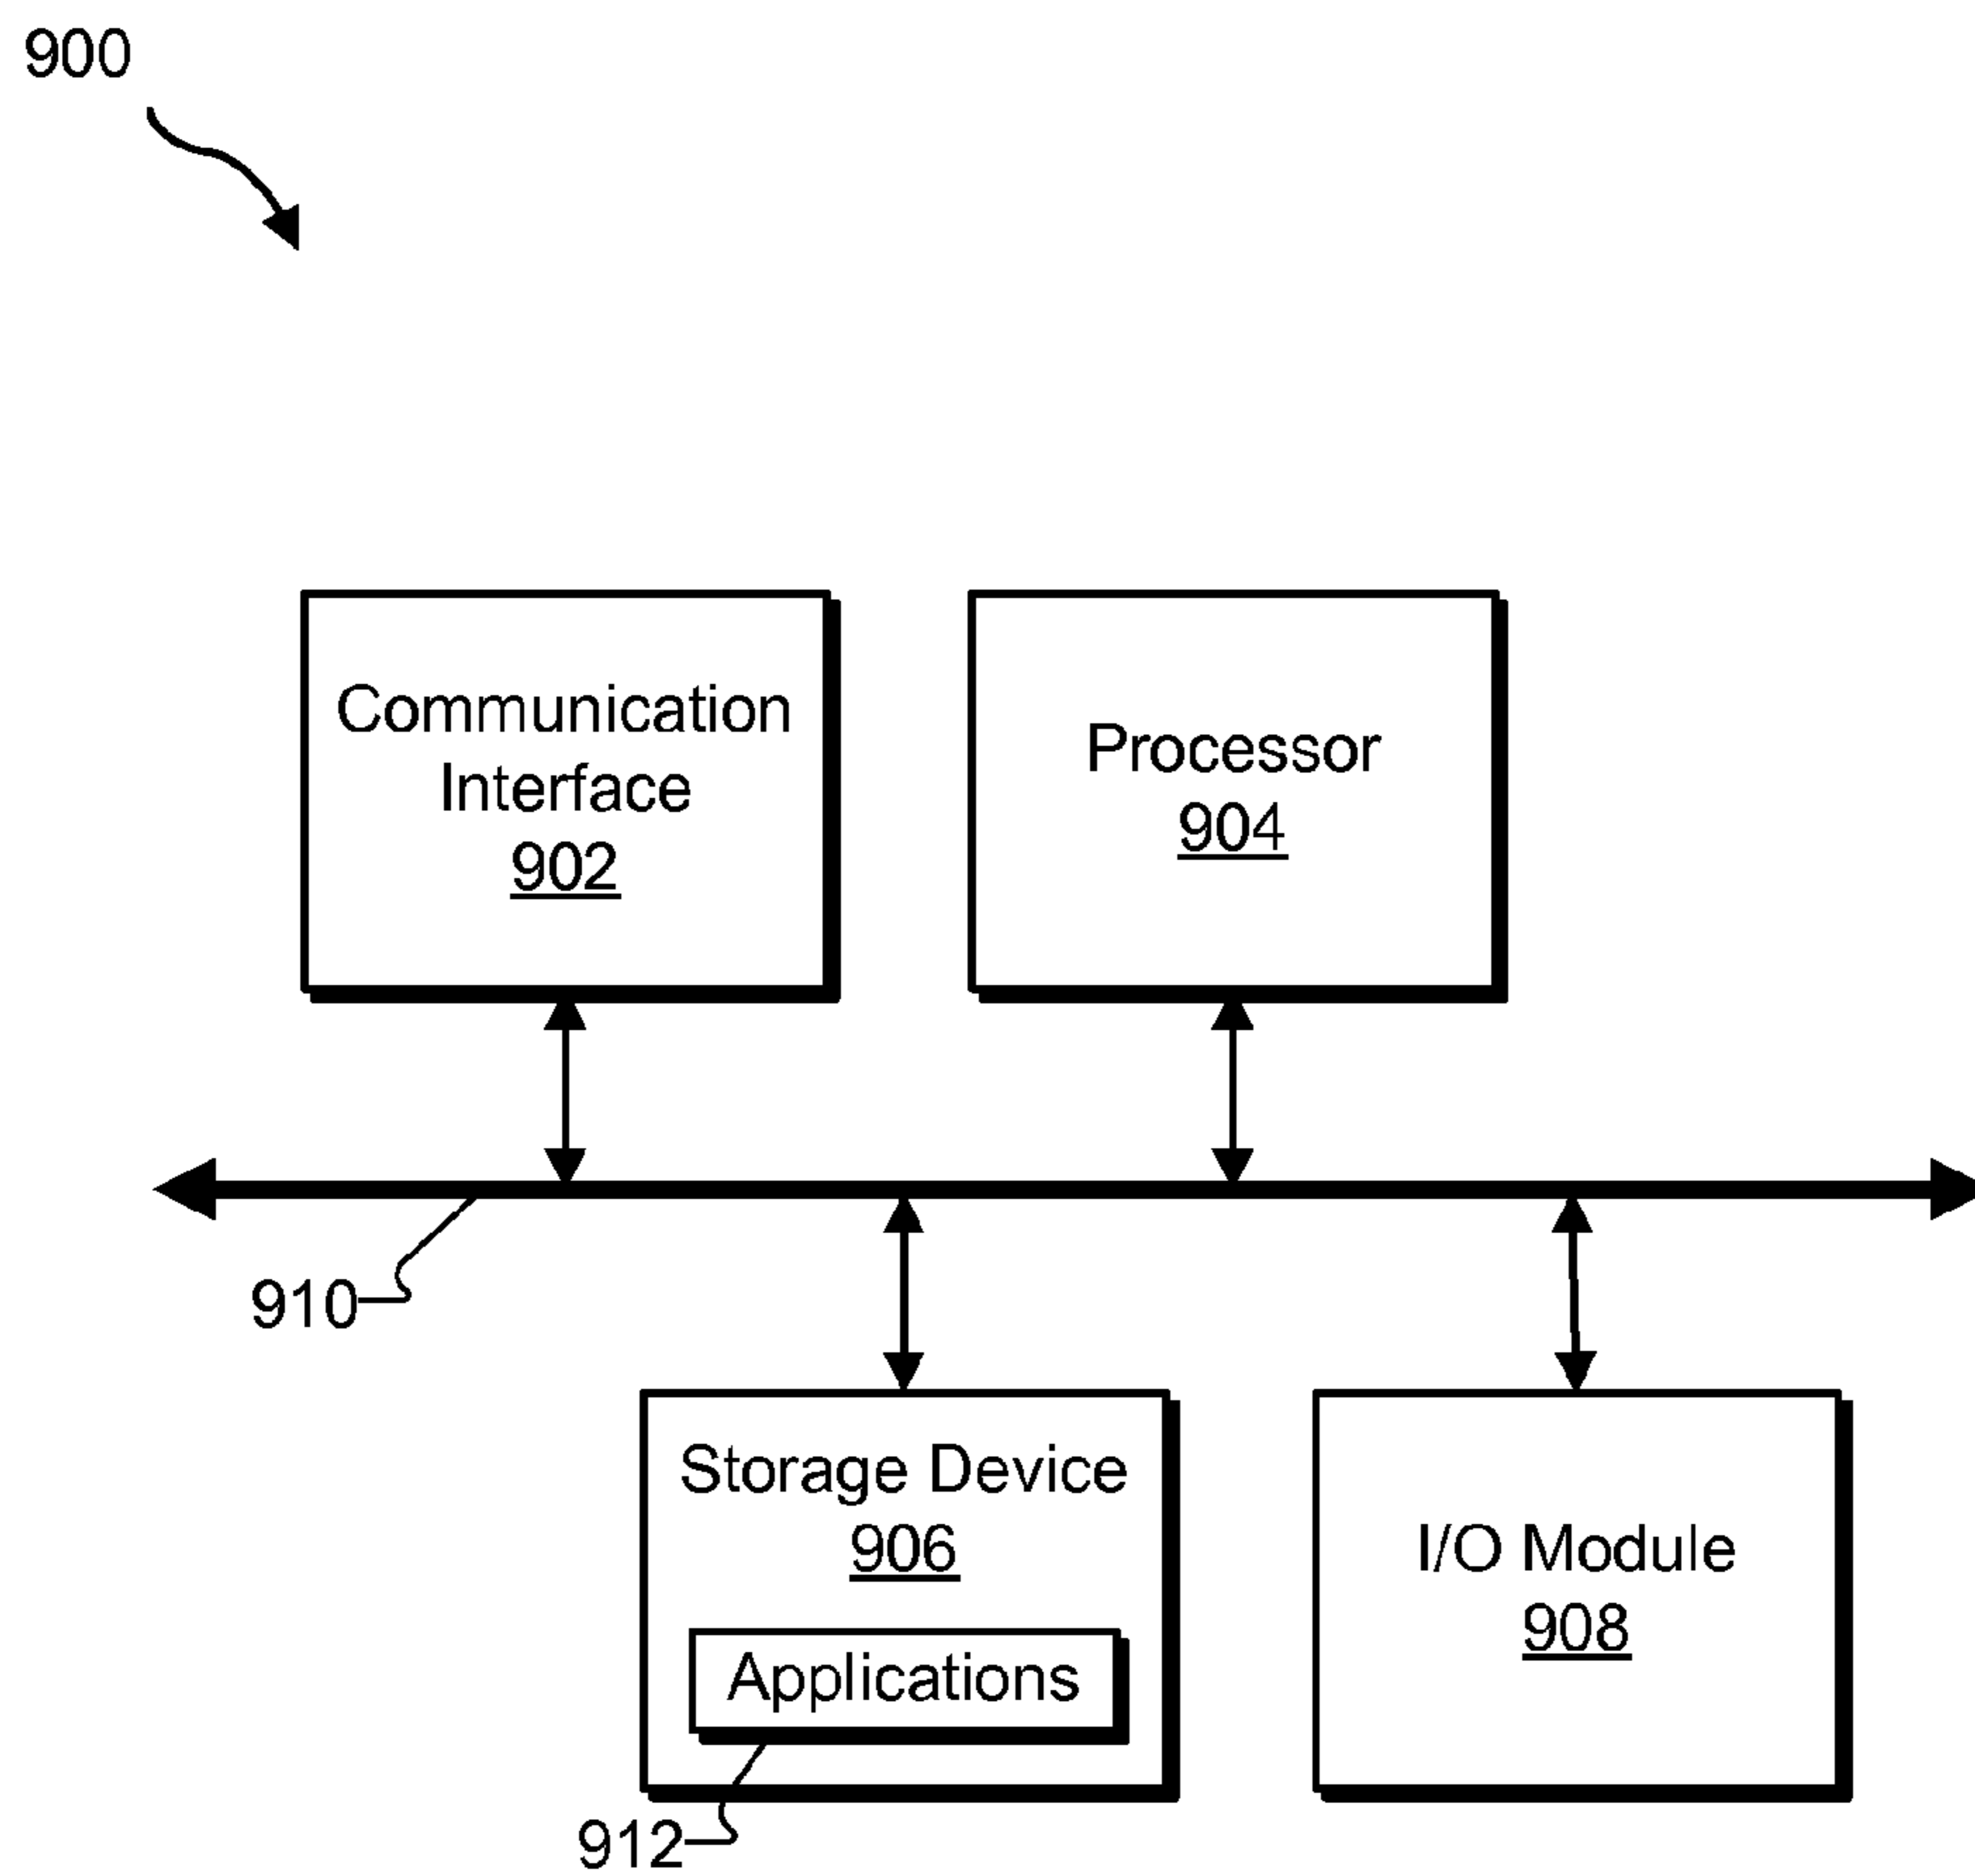 900
Communication
Interface
902
Processor
904
910
Storage Device
906
Applications
912
I/O Module
908